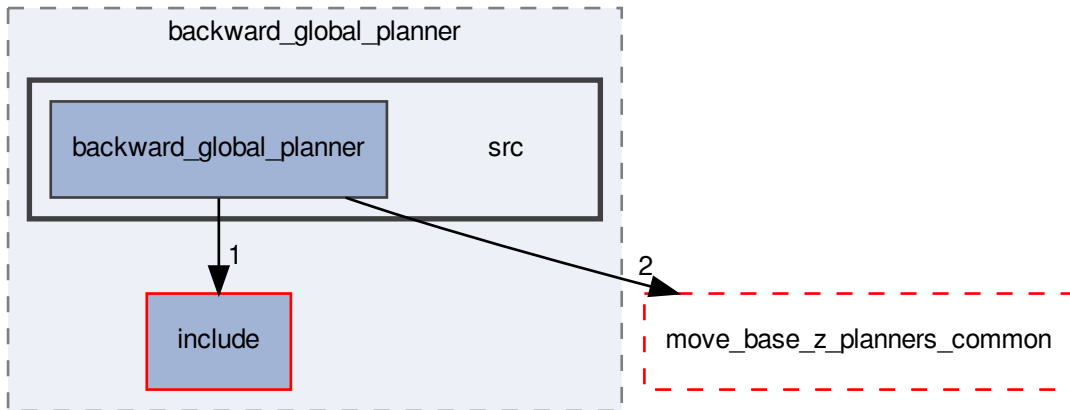 backward_global_planner
backward_global_planner
src
1
2
include
move_base_z_planners_common